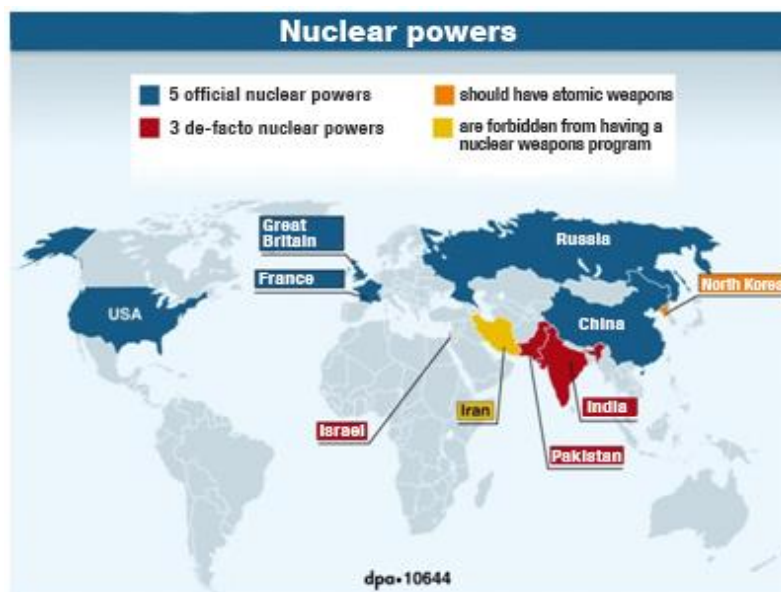 Nuclear powers
5 official nuclear powers
3 de-facto nuclear powers
should have atomic weapons
are forbidden from having a
nuclear weapons program
Great
Britain
Russia
France
North Korea
USA
China
Iran
India
Israel
Pakistan
dpa•10644